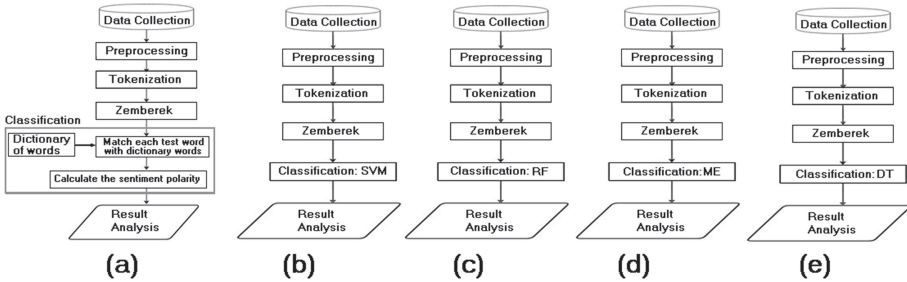 Data Collection
Preprocessing
Tokenization
Zemberek
Classification
Dictionary
of words
Match each test word
with dictionary words
Calculate the sentiment polarity
Result
Analysis
(a)
Data Collection
Preprocessing
Tokenization
Zemberek
Classification: SVM
Result
Analysis
(b)
Data Collection
Preprocessing
Tokenization
Zemberek
Classification: RF
Result
Analysis
(c)
Data Collection
Preprocessing
Tokenization
Zemberek
Classification:ME
Result
Analysis
(d)
Data Collection
Preprocessing
Tokenization
Zemberek
Classification:DT
Result
Analysis
(e)